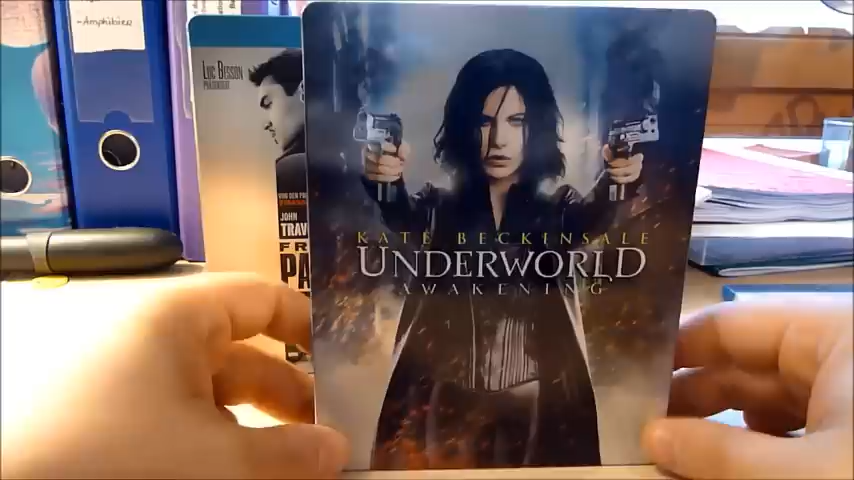 -Amphibien
LUC BESSON
PRÄSENTIERT
JOHN
TRAV
FR
PA
KATE BECKINSALE
UNDERWORLD
AWAKENING